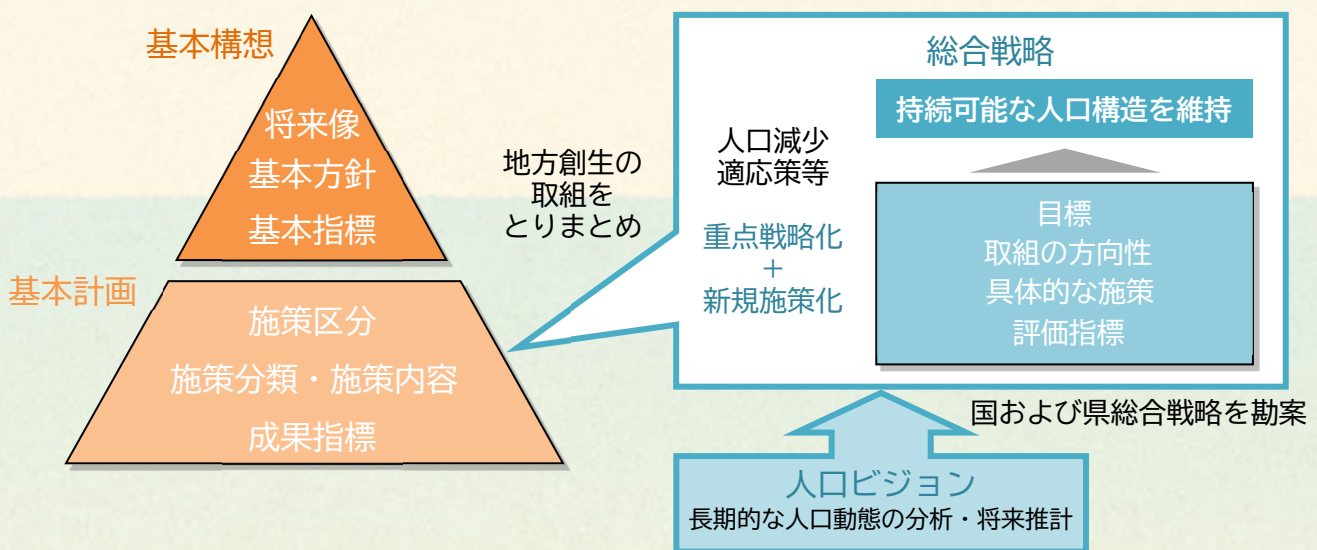 基本構想
将来像
基本方針
基本指標
基本計画
施策区分
施策分類・施策内容
成果指標
地方創生の
取組を
とりまとめ
総合戦略
持続可能な人口構造を維持
人口減少
適応策等
重点戦略化
+
新規施策化
目標
取組の方向性
具体的な施策
評価指標
国および県総合戦略を勘案
人口ビジョン
長期的な人口動態の分析・将来推計